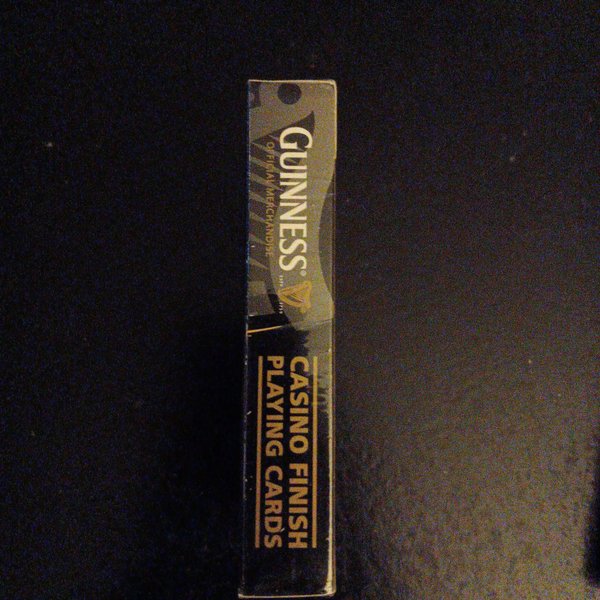 GUINNESS®
OFFICIAL MERCHANDISE
CASINO FINISH
PLAYING CARDS